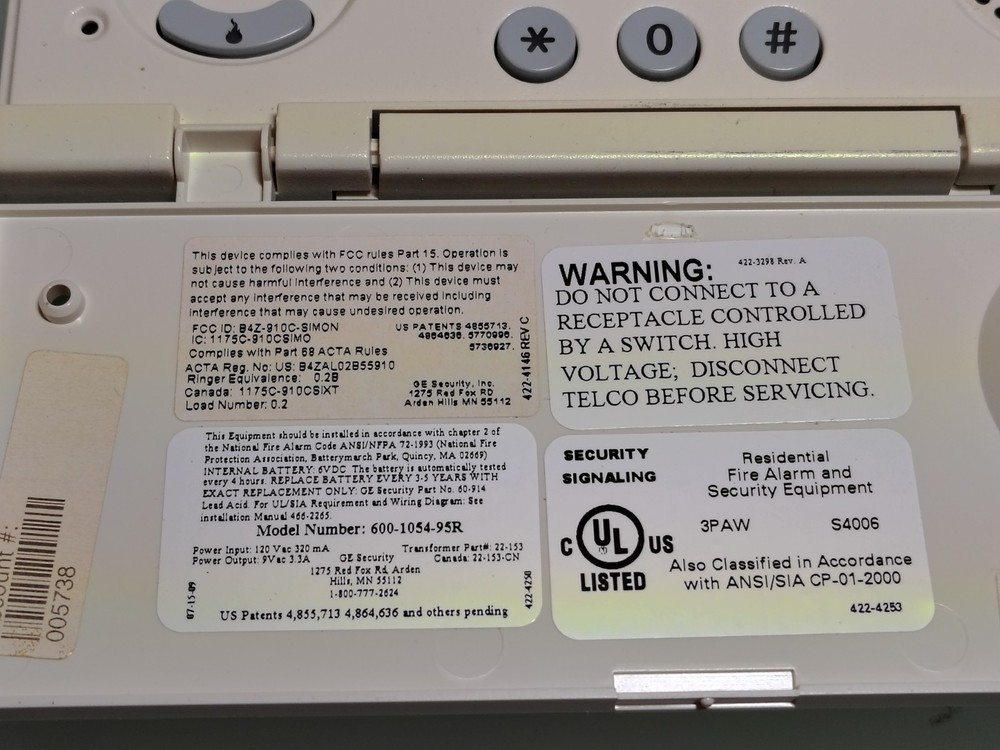 * 0 #
This device complies with FCC rules Part 15. Operation is
subject to the following two conditions: (1) This device may
not cause harmful interference and (2) This device must
accept any interference that may be received including
interference that may cause undesired operation.
FCC ID: B4Z-910C-SIMON
IC: 1175C-910CSIMO
Complies with Part 68 ACTA Rules
ACTA Reg. No: US: B4ZAL02B55910
Ringer Equivalence: 0.2B
Canada: 1175C-910CSIXT
Load Number: 0.2
US PATENTS 4855713.
4864636. 5770996.
5736927.
GE Security, Inc.
1275 Red Fox RD
Arden Hills MN 55112
422-4146 REV C
422-3298 Rev. A
WARNING:
DO NOT CONNECT TO A
RECEPTACLE CONTROLLED
BY A SWITCH. HIGH
VOLTAGE; DISCONNECT
TELCO BEFORE SERVICING.
This Equipment should be installed in accordance with chapter 2 of
the National Fire Alarm Code ANSI/NFPA 72-1993 (National Fire
Protection Association, Batterymarch Park, Quincy, MA 02669)
INTERNAL BATTERY: 6VDC The battery is automatically tested
every 4 hours. REPLACE BATTERY EVERY 3-5 YEARS WITH
EXACT REPLACEMENT ONLY: GE Security Part No. 60-914
Lead Acid. For UL/SIA Requirement and Wiring Diagram: See
installation Manual 466-2265.
Model Number: 600-1054-95R
Power Input: 120 Vac 320 mA
Power Output: 9Vac 3.3A
Transformer Part#: 22-153
Canada: 22-153-CN
GE Security
1275 Red Fox Rd, Arden
Hills, MN 55112
1-800-777-2624
07-15-09
422-4250
US Patents 4,855,713 4,864,636 and others pending
SECURITY
SIGNALING
C UL US
LISTED
Residential
Fire Alarm and
Security Equipment
3PAW S4006
Also Classified in Accordance
with ANSI/SIA CP-01-2000
422-4253
#:
005738